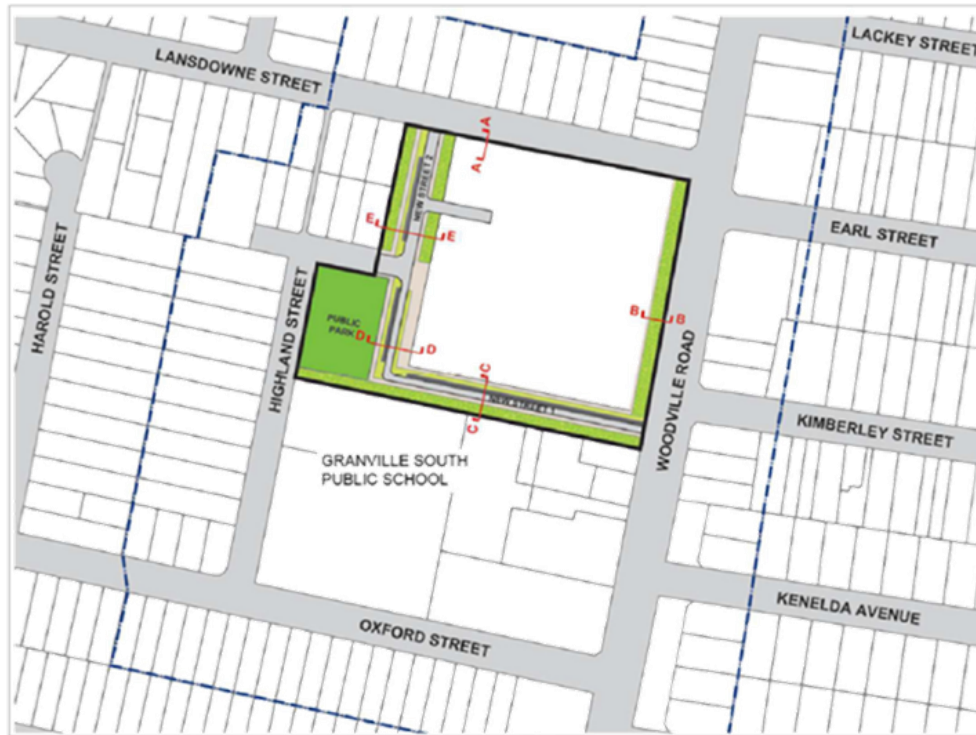 LACKEY STREET
LANSDOWNE STREET
A
A
NEW STREET 2
E
E
EARL STREET
HAROLD STREET
HIGHLAND STREET
PUBLIC
PARK
B
B
D
D
WOODVILLE ROAD
C
NEW STREET 1
C
KIMBERLEY STREET
GRANVILLE SOUTH
PUBLIC SCHOOL
KENELDA AVENUE
OXFORD STREET